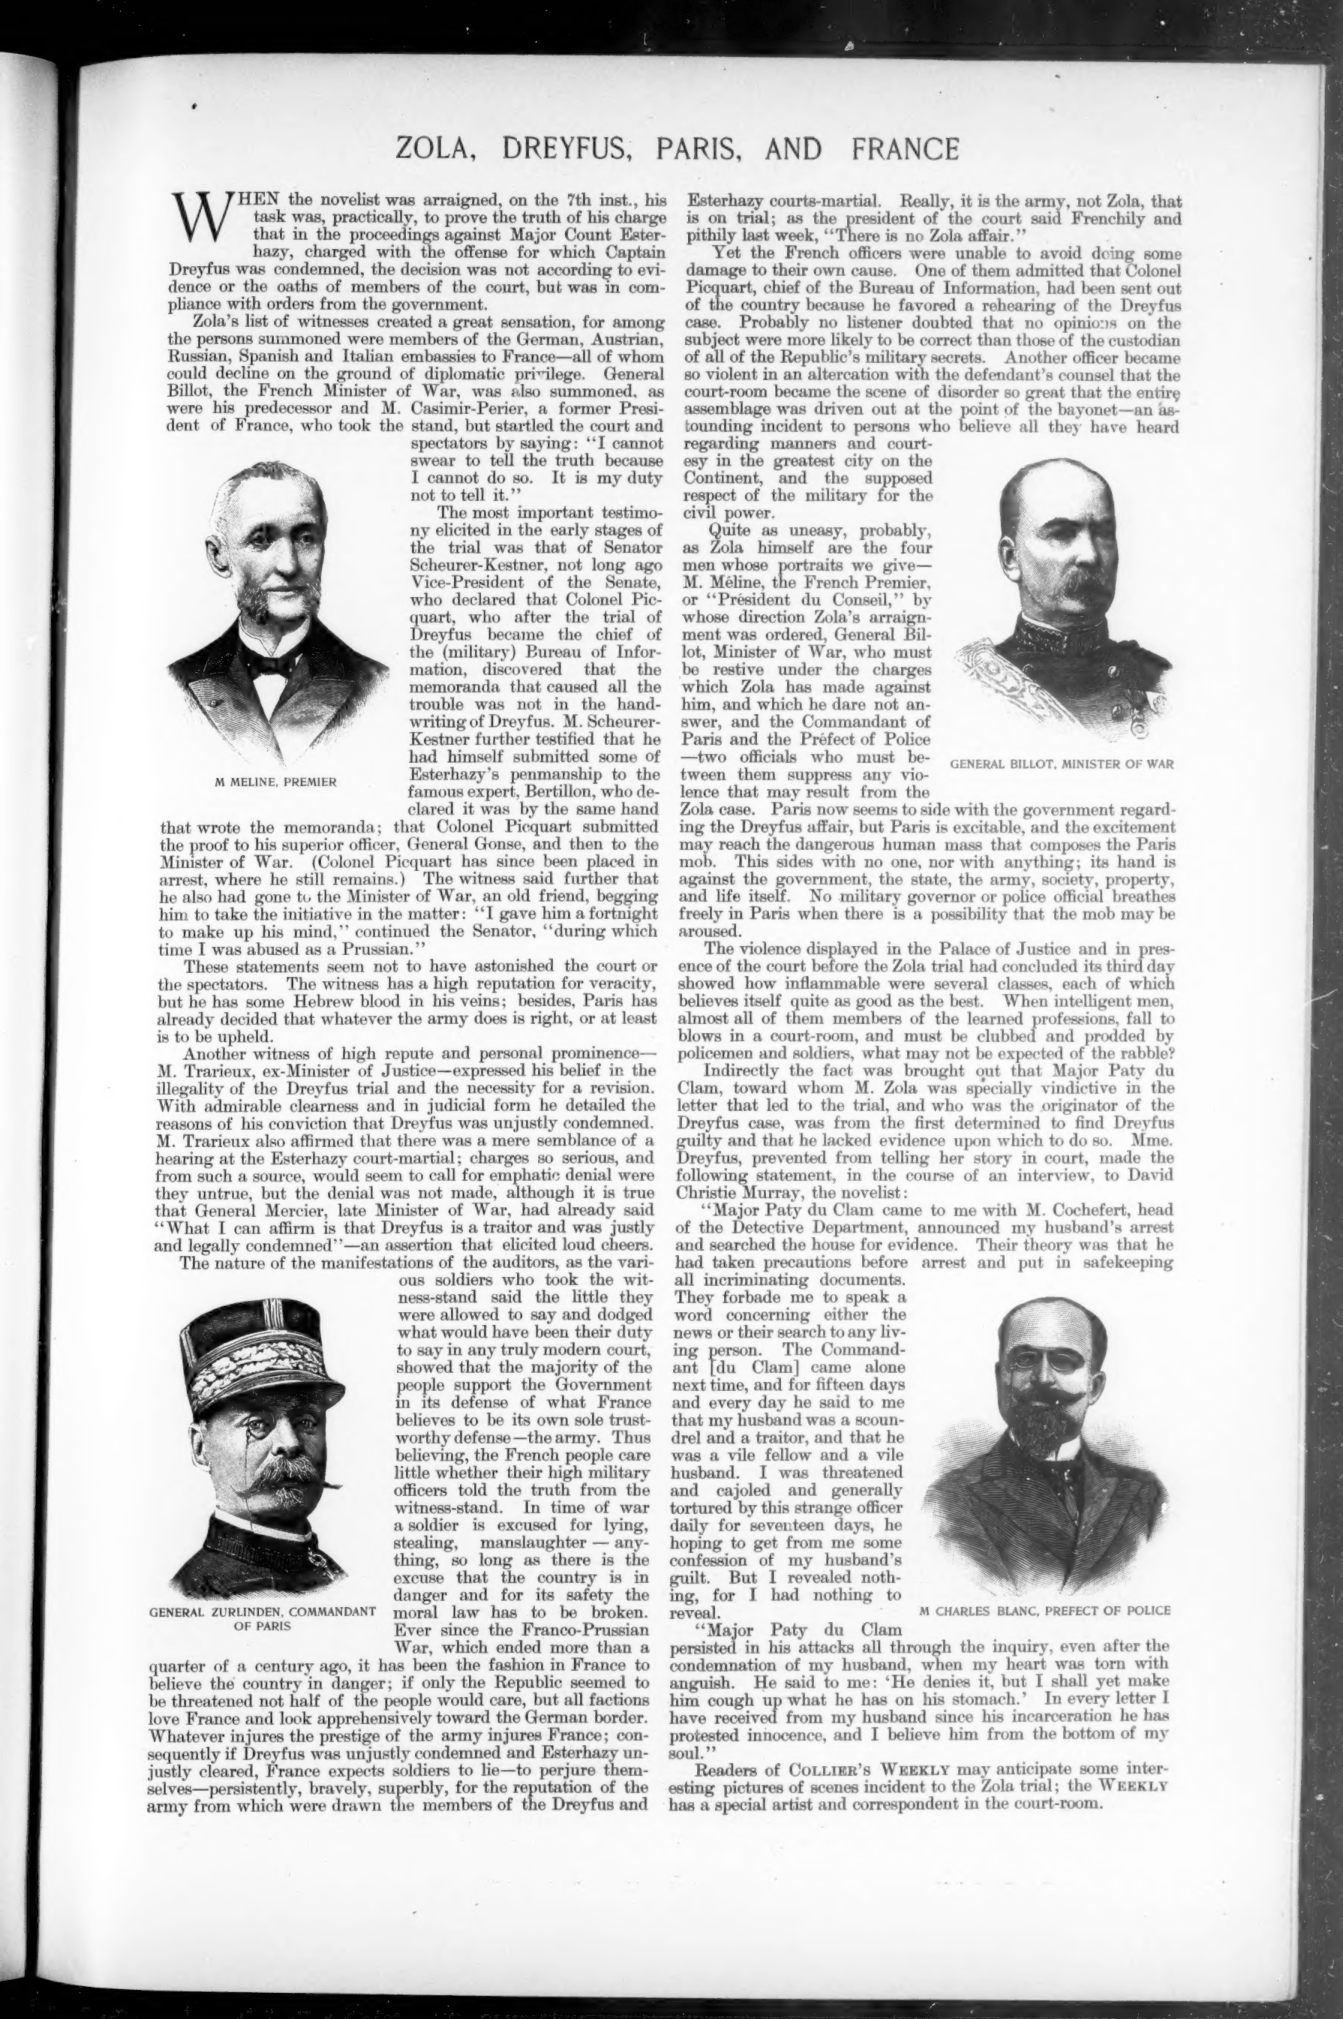 ZOLA, DREYFUS, PARIS, AND FRANCE
WHEN the novelist was arraigned, on the 7th inst., his
task was, practically, to prove the truth of his charge
that in the proceedings against Major Count Ester-
hazy, charged with the offense for which Captain
Dreyfus was condemned, the decision was not according to evi-
dence or the oaths of members of the court, but was in com-
pliance with orders from the government.
Zola's list of witnesses created a great sensation, for among
the persons summoned were members of the German, Austrian,
Russian, Spanish and Italian embassies to France—all of whom
could decline on the ground of diplomatic privilege. General
Billot, the French Minister of War, was also summoned, as
were his predecessor and M. Casimir-Perier, a former Presi-
dent of France, who took the stand, but startled the court and
spectators by saying: "I cannot
swear to tell the truth because
I cannot do so. It is my duty
not to tell it."
The most important testimo-
ny elicited in the early stages of
the trial was that of Senator
Scheurer-Kestner, not long ago
Vice-President of the Senate,
who declared that Colonel Pic-
quart, who after the trial of
Dreyfus became the chief of
the (military) Bureau of Infor-
mation, discovered that the
memoranda that caused all the
trouble was not in the hand-
writing of Dreyfus. M. Scheurer-
Kestner further testified that he
had himself submitted some of
Esterhazy's penmanship to the
famous expert, Bertillon, who de-
clared it was by the same hand
that wrote the memoranda; that Colonel Picquart submitted
the proof to his superior officer, General Gonse, and then to the
Minister of War. (Colonel Picquart has since been placed in
arrest, where he still remains.) The witness said further that
he also had gone to the Minister of War, an old friend, begging
him to take the initiative in the matter: "I gave him a fortnight
to make up his mind," continued the Senator, "during which
time I was abused as a Prussian."
These statements seem not to have astonished the court or
the spectators. The witness has a high reputation for veracity,
but he has some Hebrew blood in his veins; besides, Paris has
already decided that whatever the army does is right, or at least
is to be upheld.
Another witness of high repute and personal prominence—
M. Trarieux, ex-Minister of Justice—expressed his belief in the
illegality of the Dreyfus trial and the necessity for a revision.
With admirable clearness and in judicial form he detailed the
reasons of his conviction that Dreyfus was unjustly condemned.
M. Trarieux also affirmed that there was a mere semblance of a
hearing at the Esterhazy court-martial; charges so serious, and
from such a source, would seem to call for emphatic denial were
they untrue, but the denial was not made, although it is true
that General Mercier, late Minister of War, had already said
"What I can affirm is that Dreyfus is a traitor and was justly
and legally condemned"—an assertion that elicited loud cheers.
The nature of the manifestations of the auditors, as the vari-
ous soldiers who took the wit-
ness-stand said the little they
were allowed to say and dodged
what would have been their duty
to say in any truly modern court,
showed that the majority of the
people support the Government
in its defense of what France
believes to be its own sole trust-
worthy defense—the army. Thus
believing, the French people care
little whether their high military
officers told the truth from the
witness-stand. In time of war
a soldier is excused for lying,
stealing, manslaughter — any-
thing, so long as there is the
excuse that the country is in
danger and for its safety the
moral law has to be broken.
Ever since the Franco-Prussian
War, which ended more than a
quarter of a century ago, it has been the fashion in France to
believe the country in danger; if only the Republic seemed to
be threatened not half of the people would care, but all factions
love France and look apprehensively toward the German border.
Whatever injures the prestige of the army injures France; con-
sequently if Dreyfus was unjustly condemned and Esterhazy un-
justly cleared, France expects soldiers to lie—to perjure them-
selves—persistently, bravely, superbly, for the reputation of the
army from which were drawn the members of the Dreyfus and
M MELINE, PREMIER
GENERAL ZURLINDEN, COMMANDANT
OF PARIS
Esterhazy courts-martial. Really, it is the army, not Zola, that
is on trial; as the president of the court said Frenchily and
pithily last week, "There is no Zola affair."
Yet the French officers were unable to avoid doing some
damage to their own cause. One of them admitted that Colonel
Picquart, chief of the Bureau of Information, had been sent out
of the country because he favored a rehearing of the Dreyfus
case. Probably no listener doubted that no opinions on the
subject were more likely to be correct than those of the custodian
of all of the Republic's military secrets. Another officer became
so violent in an altercation with the defendant's counsel that the
court-room became the scene of disorder so great that the entire
assemblage was driven out at the point of the bayonet—an as-
tounding incident to persons who believe all they have heard
regarding manners and court-
esy in the greatest city on the
Continent, and the supposed
respect of the military for the
civil power.
Quite as uneasy, probably,
as Zola himself are the four
men whose portraits we give—
M. Méline, the French Premier,
or "Président du Conseil," by
whose direction Zola's arraign-
ment was ordered, General Bil-
lot, Minister of War, who must
be restive under the charges
which Zola has made against
him, and which he dare not an-
swer, and the Commandant of
Paris and the Préfect of Police
—two officials who must be-
tween them suppress any vio-
lence that may result from the
Zola case. Paris now seems to side with the government regard-
ing the Dreyfus affair, but Paris is excitable, and the excitement
may reach the dangerous human mass that composes the Paris
mob. This sides with no one, nor with anything; its hand is
against the government, the state, the army, society, property,
and life itself. No military governor or police official breathes
freely in Paris when there is a possibility that the mob may be
aroused.
The violence displayed in the Palace of Justice and in pres-
ence of the court before the Zola trial had concluded its third day
showed how inflammable were several classes, each of which
believes itself quite as good as the best. When intelligent men,
almost all of them members of the learned professions, fall to
blows in a court-room, and must be clubbed and prodded by
policemen and soldiers, what may not be expected of the rabble?
Indirectly the fact was brought out that Major Paty du
Clam, toward whom M. Zola was specially vindictive in the
letter that led to the trial, and who was the originator of the
Dreyfus case, was from the first determined to find Dreyfus
guilty and that he lacked evidence upon which to do so. Mme.
Dreyfus, prevented from telling her story in court, made the
following statement, in the course of an interview, to David
Christie Murray, the novelist:
"Major Paty du Clam came to me with M. Cochefert, head
of the Detective Department, announced my husband's arrest
and searched the house for evidence. Their theory was that he
had taken precautions before arrest and put in safekeeping
all incriminating documents.
They forbade me to speak a
word concerning either the
news or their search to any liv-
ing person. The Command-
ant [du Clam] came alone
next time, and for fifteen days
and every day he said to me
that my husband was a scoun-
drel and a traitor, and that he
was a vile fellow and a vile
husband. I was threatened
and cajoled and generally
tortured by this strange officer
daily for seventeen days, he
hoping to get from me some
confession of my husband's
guilt. But I revealed noth-
ing, for I had nothing to
reveal.
"Major Paty du Clam
persisted in his attacks all through the inquiry, even after the
condemnation of my husband, when my heart was torn with
anguish. He said to me: 'He denies it, but I shall yet make
him cough up what he has on his stomach.' In every letter I
have received from my husband since his incarceration he has
protested innocence, and I believe him from the bottom of my
soul."
Readers of COLLIER'S WEEKLY may anticipate some inter-
esting pictures of scenes incident to the Zola trial; the WEEKLY
has a special artist and correspondent in the court-room.
GENERAL BILLOT, MINISTER OF WAR
M CHARLES BLANC, PREFECT OF POLICE